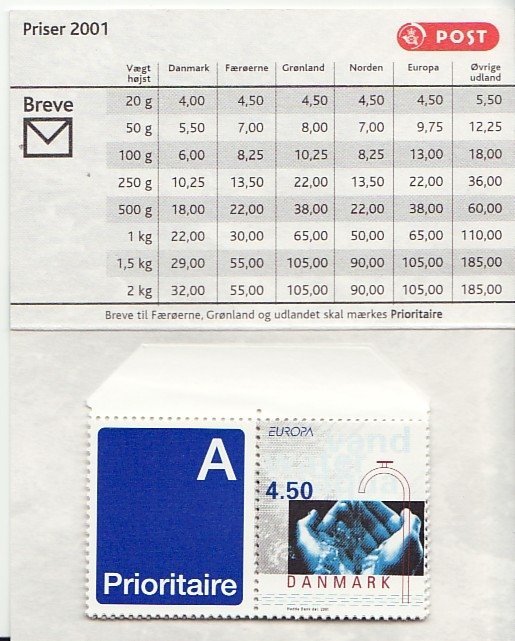 Priser 2001
POST
Vægt højst Danmark Færøerne Grønland Norden Europa Øvrige udland
Breve
20 g 4,00 4,50 4,50 4,50 4,50 5,50
50 g 5,50 7,00 8,00 7,00 9,75 12,25
100 g 6,00 8,25 10,25 8,25 13,00 18,00
250 g 10,25 13,50 22,00 13,50 22,00 36,00
500 g 18,00 22,00 38,00 22,00 38,00 60,00
1 kg 22,00 30,00 65,00 50,00 65,00 110,00
1,5 kg 29,00 55,00 105,00 90,00 105,00 185,00
2 kg 32,00 55,00 105,00 90,00 105,00 185,00
Breve til Færøerne, Grønland og udlandet skal mærkes Prioritaire
A
Prioritaire
EUROPA
4.50
DANMARK